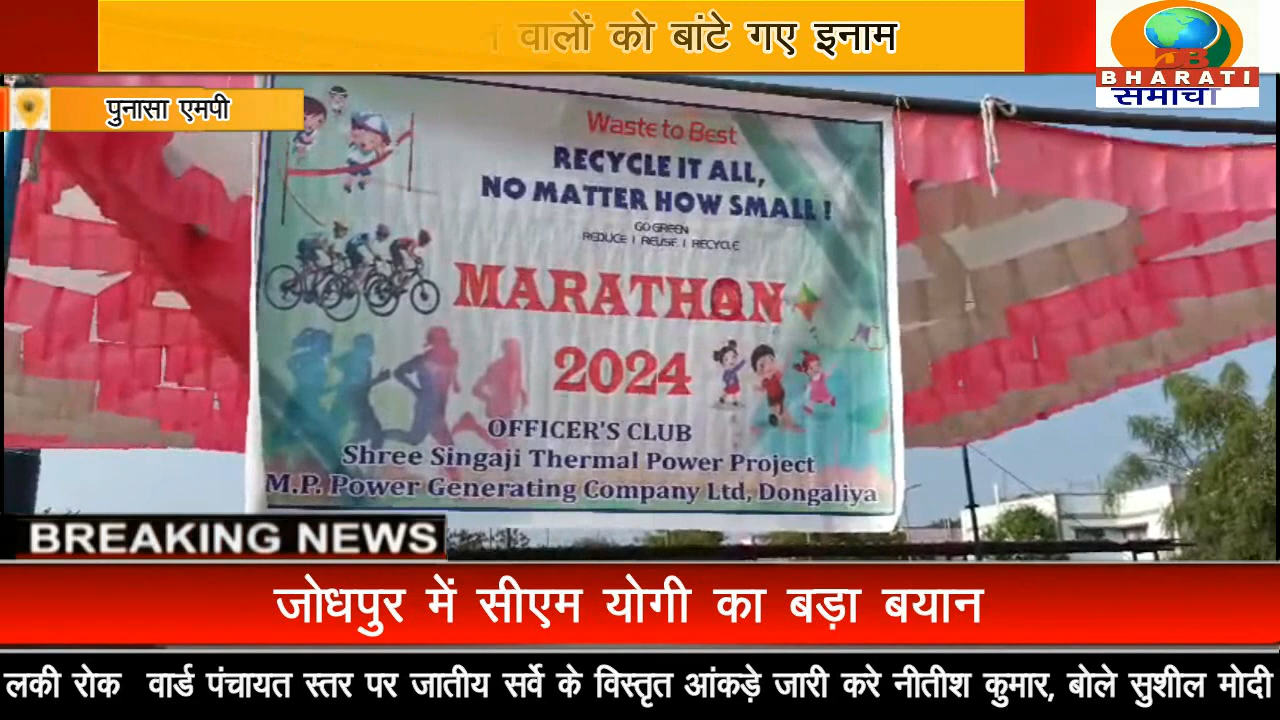 वालों को बांटे गए इनाम
BHARATI
समाचा
पुनासा एमपी
Waste to Best
RECYCLE IT ALL,
NO MATTER HOW SMALL !
GO GREEN
REDUCE | REUSE | RECYCLE
MARATHON
2024
OFFICER'S CLUB
Shree Singaji Thermal Power Project
M.P. Power Generating Company Ltd, Dongaliya
BREAKING NEWS
जोधपुर में सीएम योगी का बड़ा बयान
लकी रोक वार्ड पंचायत स्तर पर जातीय सर्वे के विस्तृत आंकड़े जारी करे नीतीश कुमार, बोले सुशील मोदी